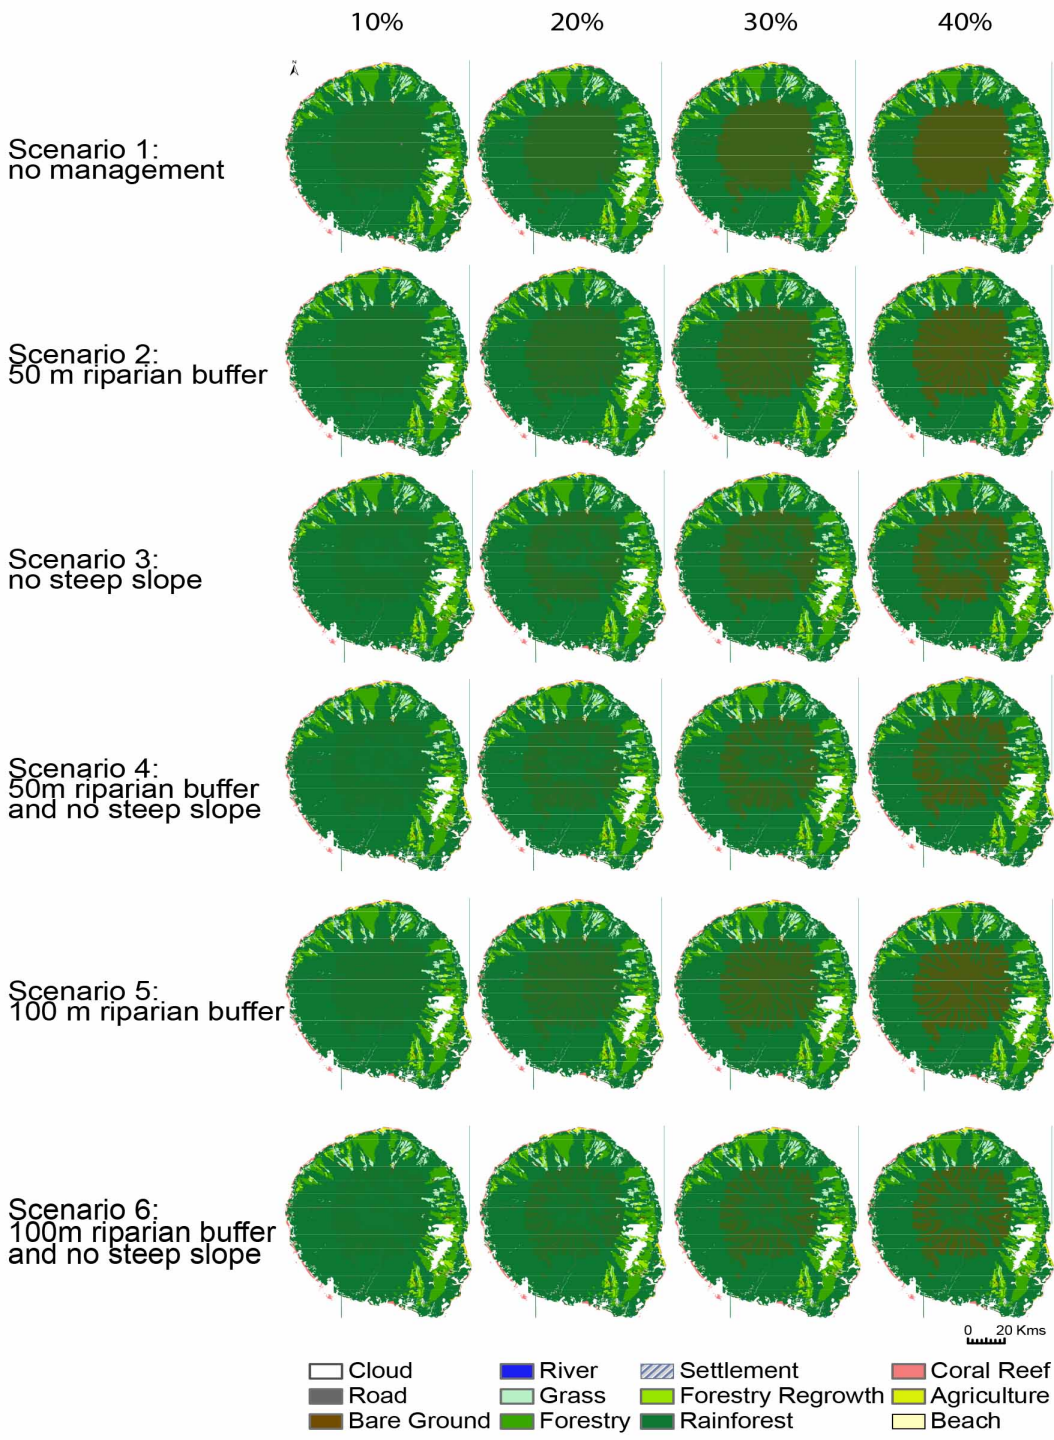 10% 20% 30% 40%
Scenario 1:
no management
Scenario 2:
50 m riparian buffer
Scenario 3:
no steep slope
Scenario 4:
50m riparian buffer
and no steep slope
Scenario 5:
100 m riparian buffer
Scenario 6:
100m riparian buffer
and no steep slope
0 20 Kms
Cloud River Settlement Coral Reef
Road Grass Forestry Regrowth Agriculture
Bare Ground Forestry Rainforest Beach